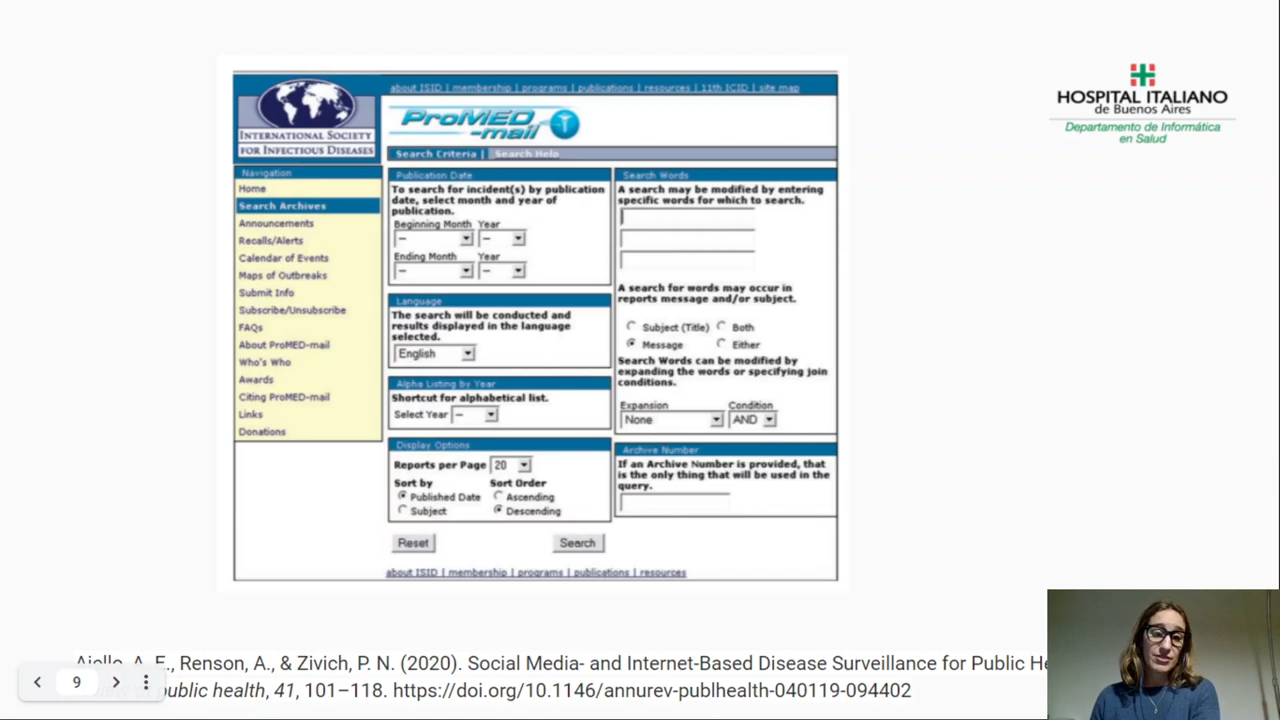 about ISID | membership | programs | publications | resources | 11th ICID | site map
ProMED
-mail
INTERNATIONAL SOCIETY
FOR INFECTIOUS DISEASES
Search Criteria | Search Help
Navigation
Home
Search Archives
Announcements
Recalls/Alerts
Calendar of Events
Maps of Outbreaks
Submit Info
Subscribe/Unsubscribe
FAQs
About ProMED-mail
Who's Who
Awards
Citing ProMED-mail
Links
Donations
Publication Date
To search for incident(s) by publication
date, select month and year of
publication.
Beginning Month Year
-- --
Ending Month Year
-- --
Language
The search will be conducted and
results displayed in the language
selected.
English
Alpha Listing by Year
Shortcut for alphabetical list.
Select Year --
Display Options
Reports per Page 20
Sort by Sort Order
Published Date Ascending
Subject Descending
Reset Search
Search Words
A search may be modified by entering
specific words for which to search.
A search for words may occur in
reports message and/or subject.
Subject (Title) Both
Message Either
Search Words can be modified by
expanding the words or specifying join
conditions.
Expansion Condition
None AND
Archive Number
If an Archive Number is provided, that
is the only thing that will be used in the
query.
about ISID | membership | programs | publications | resources
HOSPITAL ITALIANO
de Buenos Aires
Departamento de Informática
en Salud
Aiello, A. E., Renson, A., & Zivich, P. N. (2020). Social Media- and Internet-Based Disease Surveillance for Public
public health, 41, 101–118. https://doi.org/10.1146/annurev-publhealth-040119-094402
9